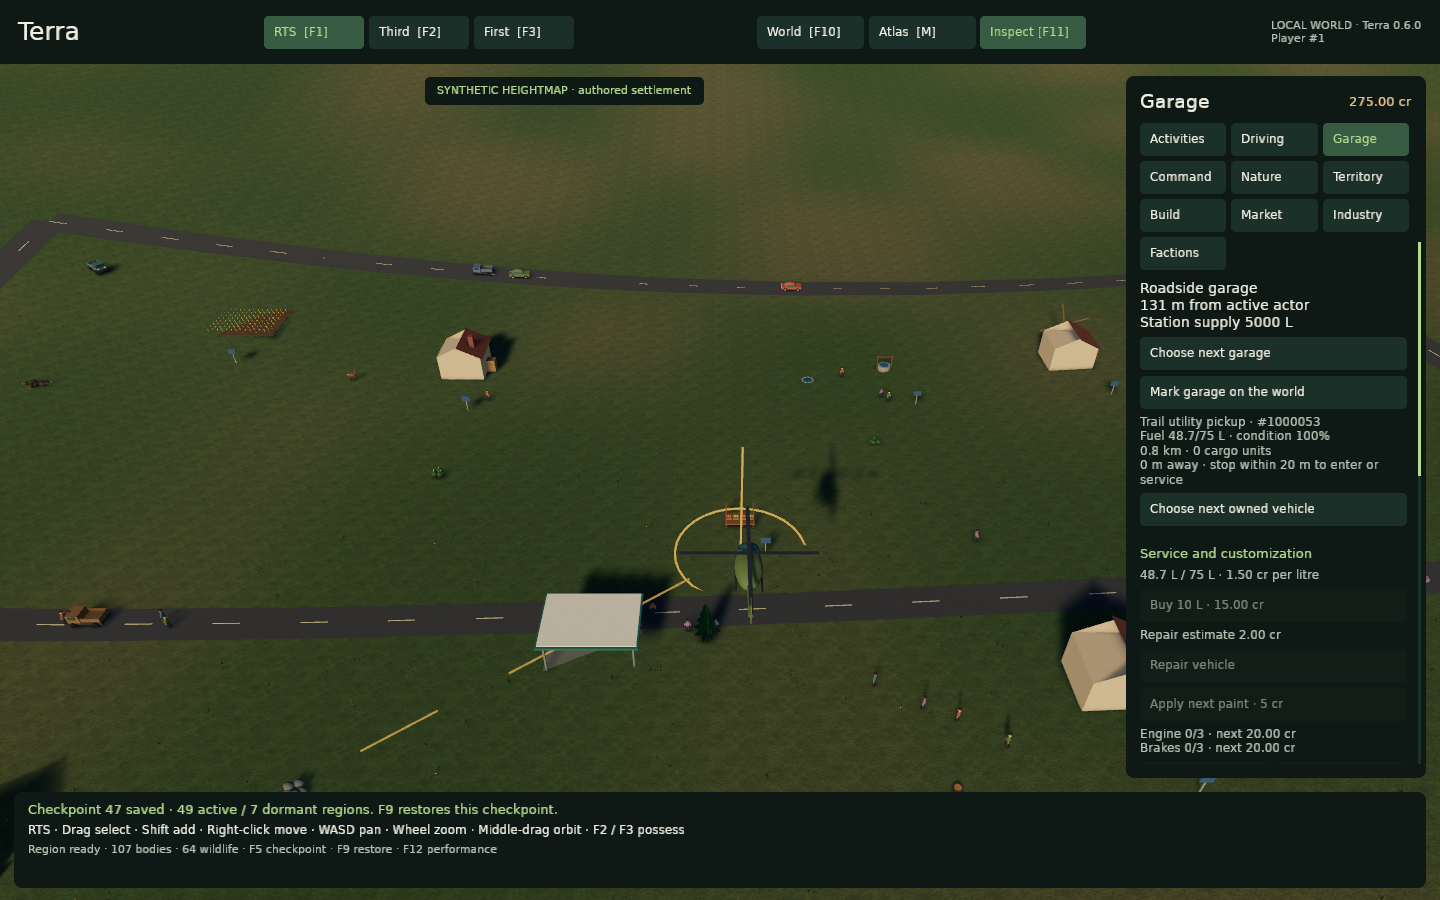 Terra
RTS [F1]
Third [F2]
First [F3]
World [F10]
Atlas [M]
Inspect [F11]
LOCAL WORLD · Terra 0.6.0
Player #1
SYNTHETIC HEIGHTMAP · authored settlement
Garage
275.00 cr
Activities
Driving
Garage
Command
Nature
Territory
Build
Market
Industry
Factions
Roadside garage
131 m from active actor
Station supply 5000 L
Choose next garage
Mark garage on the world
Trail utility pickup · #1000053
Fuel 48.7/75 L · condition 100%
0.8 km · 0 cargo units
0 m away · stop within 20 m to enter or
service
Choose next owned vehicle
Service and customization
48.7 L / 75 L · 1.50 cr per litre
Buy 10 L · 15.00 cr
Repair estimate 2.00 cr
Repair vehicle
Apply next paint · 5 cr
Engine 0/3 · next 20.00 cr
Brakes 0/3 · next 20.00 cr
Checkpoint 47 saved · 49 active / 7 dormant regions. F9 restores this checkpoint.
RTS · Drag select · Shift add · Right-click move · WASD pan · Wheel zoom · Middle-drag orbit · F2 / F3 possess
Region ready · 107 bodies · 64 wildlife · F5 checkpoint · F9 restore · F12 performance